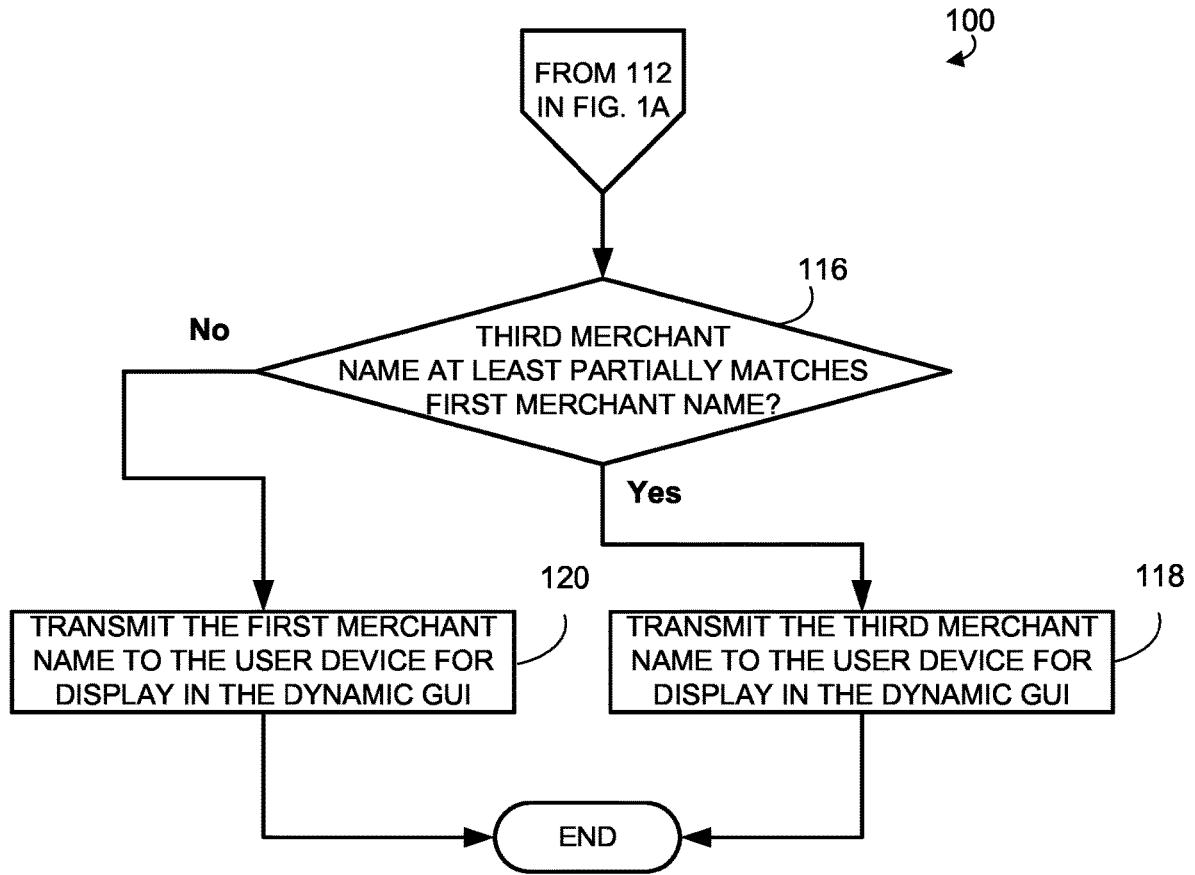 100
FROM 112
IN FIG. 1A
116
No
THIRD MERCHANT
NAME AT LEAST PARTIALLY MATCHES
FIRST MERCHANT NAME?
Yes
120
118
TRANSMIT THE FIRST MERCHANT
NAME TO THE USER DEVICE FOR
DISPLAY IN THE DYNAMIC GUI
TRANSMIT THE THIRD MERCHANT
NAME TO THE USER DEVICE FOR
DISPLAY IN THE DYNAMIC GUI
END